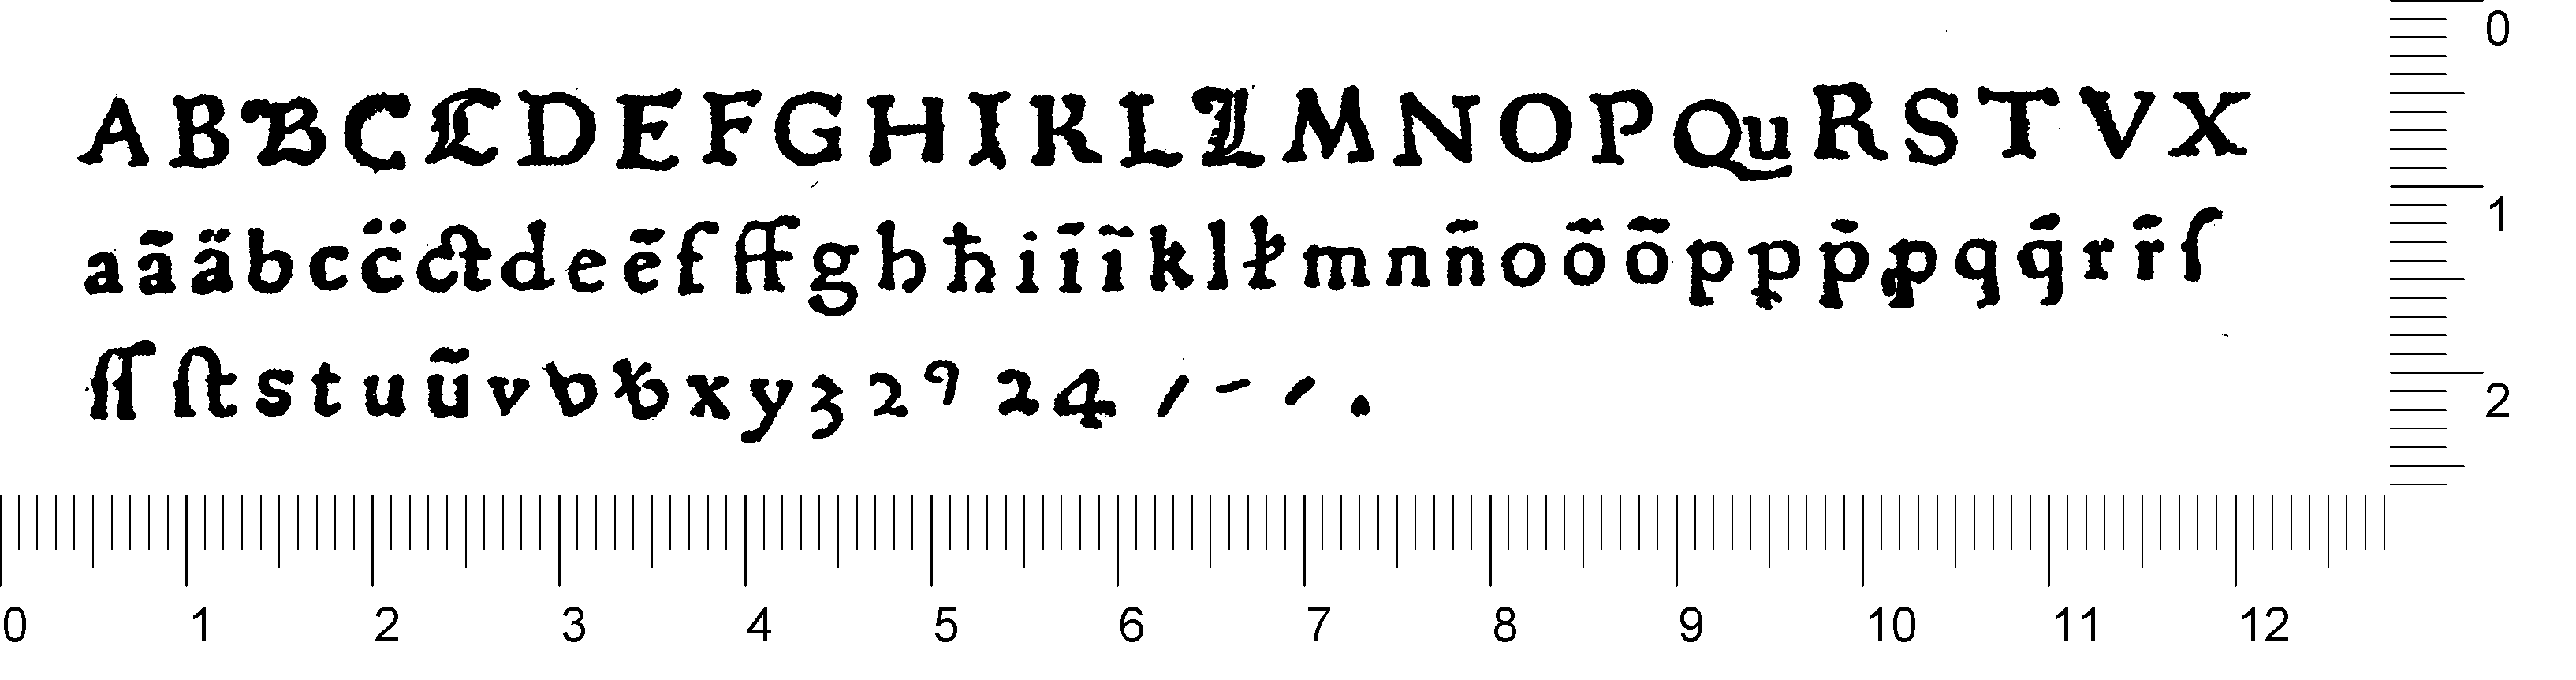 A B B C C D E F G H I K L L M N O P Qu R S T V X
a ã ä b c c̈ ct d e ẽ f ff g h ħ i ī ĩ k l ł m n ñ o õ ő p p̱ p̄ ꝓ q q̄ r r̄ ſ
ſſ ſt s t u ũ v v ꝟ x y ꝫ 2 ꝰ 2 4 / - ⸍ .
0
1
2
0 1 2 3 4 5 6 7 8 9 10 11 12